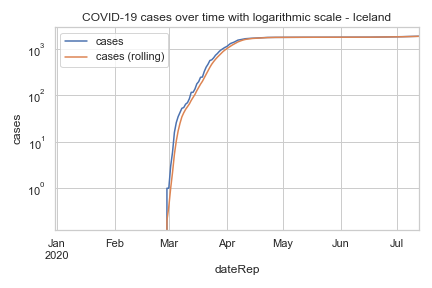 COVID-19 cases over time with logarithmic scale - Iceland
cases
cases (rolling)
10³
10²
10¹
10⁰
cases
Jan Feb Mar Apr May Jun Jul
2020
dateRep